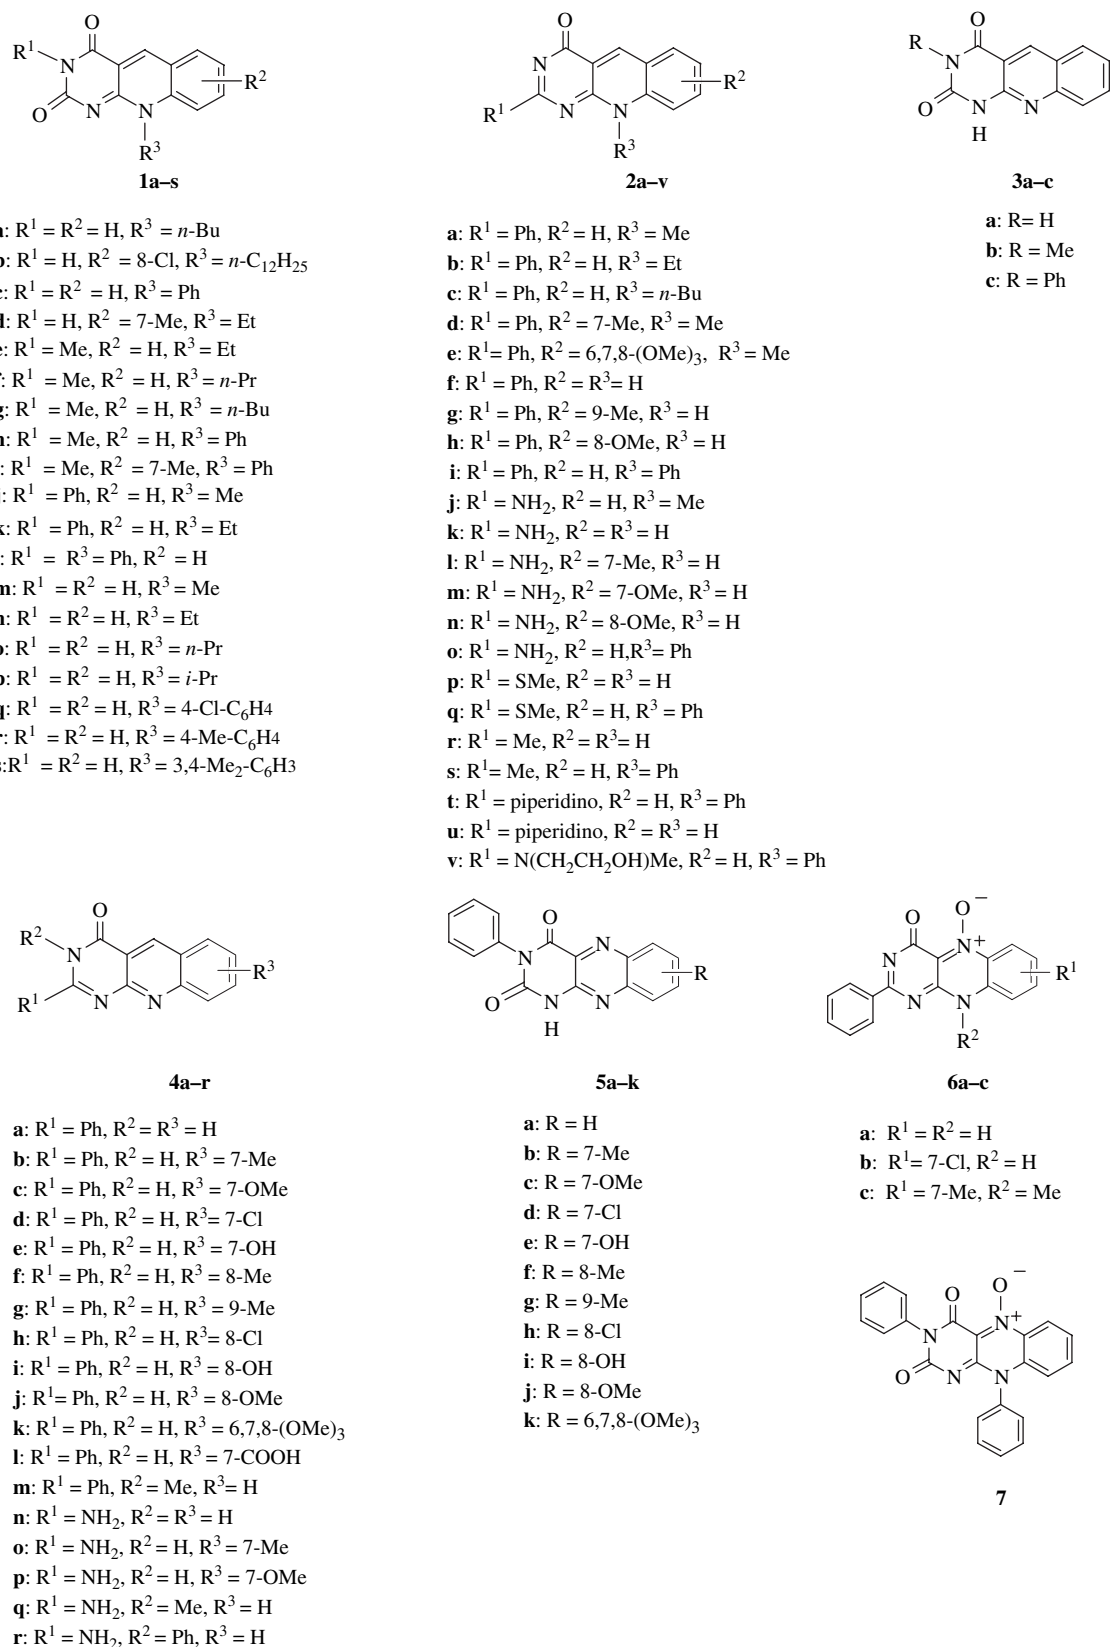 O O O
R¹ N R² N R² R N
O N N R¹ N N O N N
R³ R³ H
1a–s 2a–v 3a–c
: R¹ = R² = H, R³ = n-Bu
: R¹ = H, R² = 8-Cl, R³ = n-C₁₂H₂₅
: R¹ = R² = H, R³ = Ph
: R¹ = H, R² = 7-Me, R³ = Et
: R¹ = Me, R² = H, R³ = Et
: R¹ = Me, R² = H, R³ = n-Pr
: R¹ = Me, R² = H, R³ = n-Bu
: R¹ = Me, R² = H, R³ = Ph
: R¹ = Me, R² = 7-Me, R³ = Ph
: R¹ = Ph, R² = H, R³ = Me
k: R¹ = Ph, R² = H, R³ = Et
: R¹ = R³ = Ph, R² = H
m: R¹ = R² = H, R³ = Me
: R¹ = R² = H, R³ = Et
: R¹ = R² = H, R³ = n-Pr
: R¹ = R² = H, R³ = i-Pr
q: R¹ = R² = H, R³ = 4-Cl-C₆H4
r: R¹ = R² = H, R³ = 4-Me-C₆H4
s:R¹ = R² = H, R³ = 3,4-Me₂-C₆H3
a: R¹ = Ph, R² = H, R³ = Me
b: R¹ = Ph, R² = H, R³ = Et
c: R¹ = Ph, R² = H, R³ = n-Bu
d: R¹ = Ph, R² = 7-Me, R³ = Me
e: R¹= Ph, R² = 6,7,8-(OMe)₃, R³ = Me
f: R¹ = Ph, R² = R³= H
g: R¹ = Ph, R² = 9-Me, R³ = H
h: R¹ = Ph, R² = 8-OMe, R³ = H
i: R¹ = Ph, R² = H, R³ = Ph
j: R¹ = NH₂, R² = H, R³ = Me
k: R¹ = NH₂, R² = R³ = H
l: R¹ = NH₂, R² = 7-Me, R³ = H
m: R¹ = NH₂, R² = 7-OMe, R³ = H
n: R¹ = NH₂, R² = 8-OMe, R³ = H
o: R¹ = NH₂, R² = H,R³= Ph
p: R¹ = SMe, R² = R³ = H
q: R¹ = SMe, R² = H, R³ = Ph
r: R¹ = Me, R² = R³= H
s: R¹= Me, R² = H, R³= Ph
t: R¹ = piperidino, R² = H, R³ = Ph
u: R¹ = piperidino, R² = R³ = H
v: R¹ = N(CH₂CH₂OH)Me, R² = H, R³ = Ph
a: R= H
b: R = Me
c: R = Ph
O O O −
R² N R³ N N R O N+ R¹
R¹ N N O N N N N N
H R²
4a–r 5a–k 6a–c
a: R¹ = Ph, R² = R³ = H
b: R¹ = Ph, R² = H, R³ = 7-Me
c: R¹ = Ph, R² = H, R³ = 7-OMe
d: R¹ = Ph, R² = H, R³= 7-Cl
e: R¹ = Ph, R² = H, R³ = 7-OH
f: R¹ = Ph, R² = H, R³ = 8-Me
g: R¹ = Ph, R² = H, R³ = 9-Me
h: R¹ = Ph, R² = H, R³= 8-Cl
i: R¹ = Ph, R² = H, R³ = 8-OH
j: R¹= Ph, R² = H, R³ = 8-OMe
k: R¹ = Ph, R² = H, R³ = 6,7,8-(OMe)₃
l: R¹ = Ph, R² = H, R³ = 7-COOH
m: R¹ = Ph, R² = Me, R³= H
n: R¹ = NH₂, R² = R³ = H
o: R¹ = NH₂, R² = H, R³ = 7-Me
p: R¹ = NH₂, R² = H, R³ = 7-OMe
q: R¹ = NH₂, R² = Me, R³ = H
r: R¹ = NH₂, R² = Ph, R³ = H
a: R = H
b: R = 7-Me
c: R = 7-OMe
d: R = 7-Cl
e: R = 7-OH
f: R = 8-Me
g: R = 9-Me
h: R = 8-Cl
i: R = 8-OH
j: R = 8-OMe
k: R = 6,7,8-(OMe)₃
a: R¹ = R² = H
b: R¹= 7-Cl, R² = H
c: R¹ = 7-Me, R² = Me
O O −
N N+
O N N
7